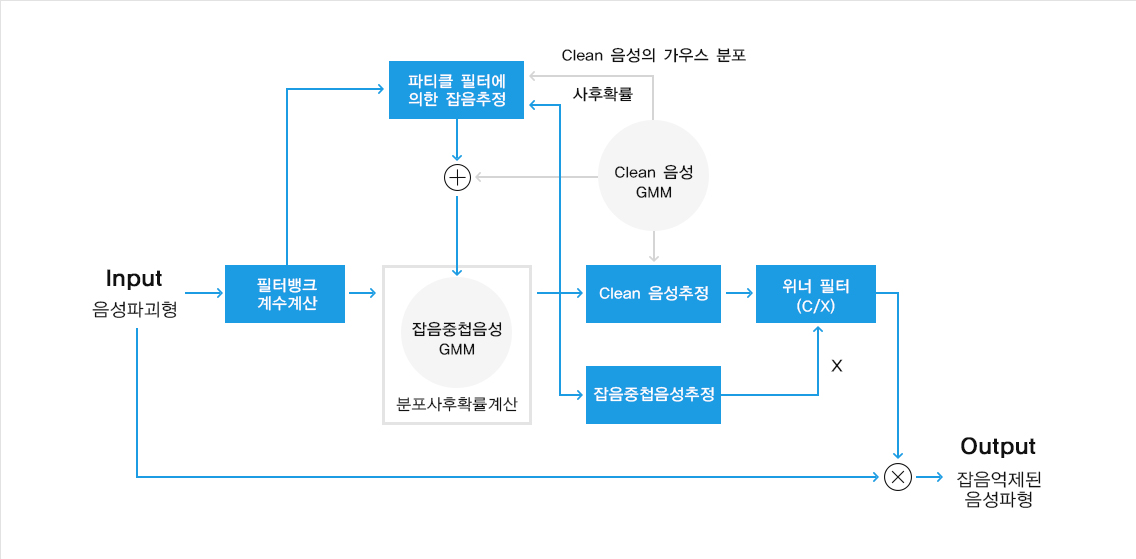 Clean 음성의 가우스 분포
파티클 필터에
의한 잡음추정
사후확률
Clean 음성
GMM
Input
음성파괴형
필터뱅크
계수계산
잡음중첩음성
GMM
분포사후확률계산
Clean 음성추정
위너 필터
(C/X)
잡음중첩음성추정
X
Output
잡음억제된
음성파형